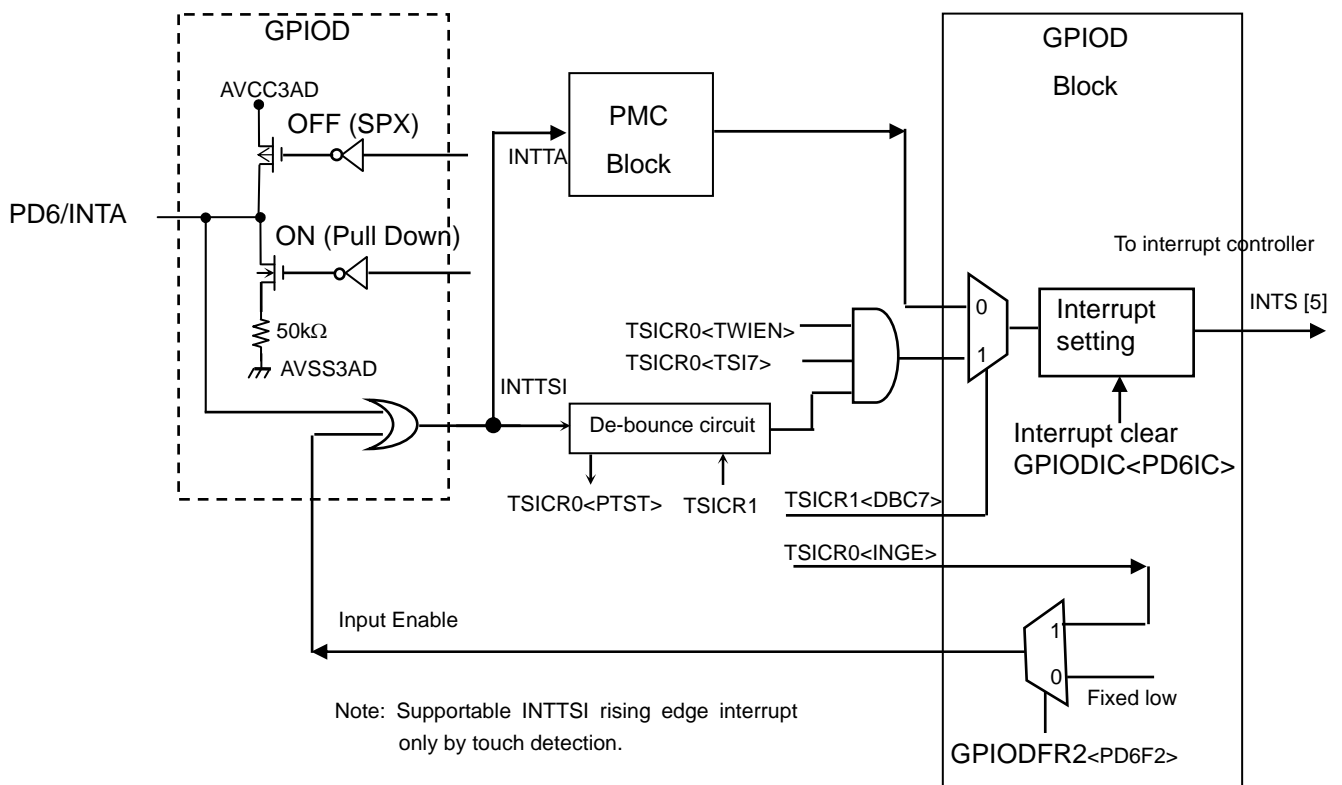 GPIOD
AVCC3AD
OFF (SPX)
PD6/INTA
ON (Pull Down)
50kΩ
AVSS3AD
INTTA
PMC
Block
INTTSI
De-bounce circuit
TSICR0<PTST>
TSICR1
TSICR0<TWIEN>
TSICR0<TSI7>
TSICR1<DBC7>
TSICR0<INGE>
GPIOD
Block
To interrupt controller
0
1
Interrupt
setting
INTS [5]
Interrupt clear
GPIODIC<PD6IC>
Input Enable
1
0
Fixed low
GPIODFR2<PD6F2>
Note: Supportable INTTSI rising edge interrupt
only by touch detection.